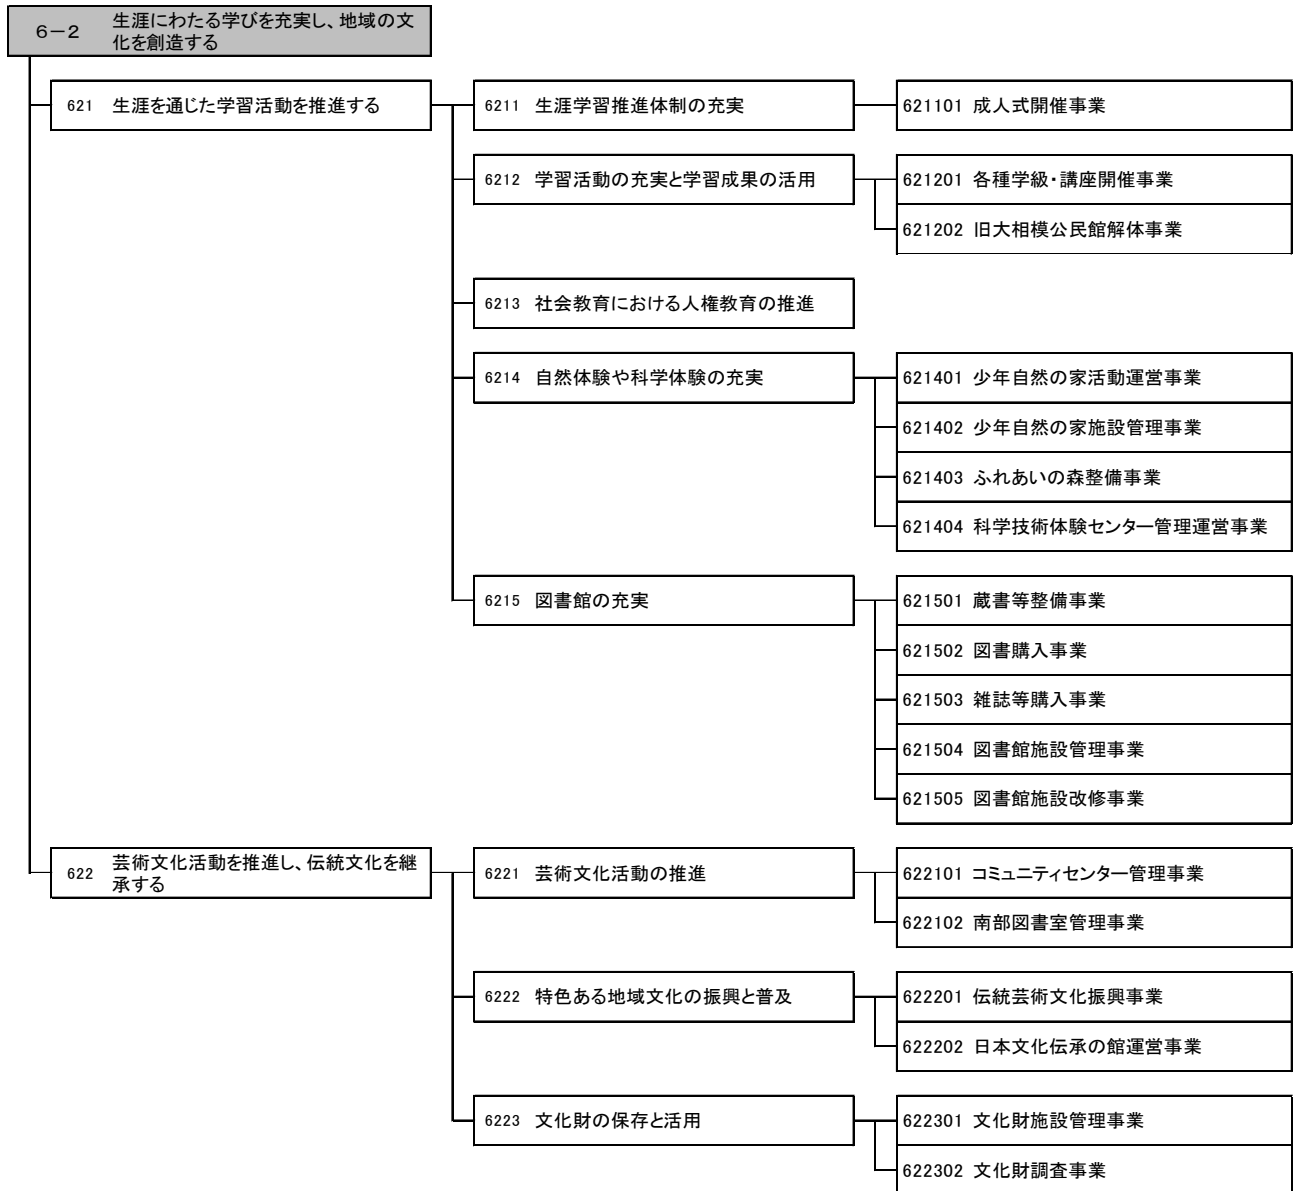 6－2 生涯にわたる学びを充実し、地域の文
化を創造する
621 生涯を通じた学習活動を推進する
6211 生涯学習推進体制の充実
621101 成人式開催事業
6212 学習活動の充実と学習成果の活用
621201 各種学級・講座開催事業
621202 旧大相模公民館解体事業
6213 社会教育における人権教育の推進
6214 自然体験や科学体験の充実
621401 少年自然の家活動運営事業
621402 少年自然の家施設管理事業
621403 ふれあいの森整備事業
621404 科学技術体験センター管理運営事業
6215 図書館の充実
621501 蔵書等整備事業
621502 図書購入事業
621503 雑誌等購入事業
621504 図書館施設管理事業
621505 図書館施設改修事業
622 芸術文化活動を推進し、伝統文化を継
承する
6221 芸術文化活動の推進
622101 コミュニティセンター管理事業
622102 南部図書室管理事業
6222 特色ある地域文化の振興と普及
622201 伝統芸術文化振興事業
622202 日本文化伝承の館運営事業
6223 文化財の保存と活用
622301 文化財施設管理事業
622302 文化財調査事業